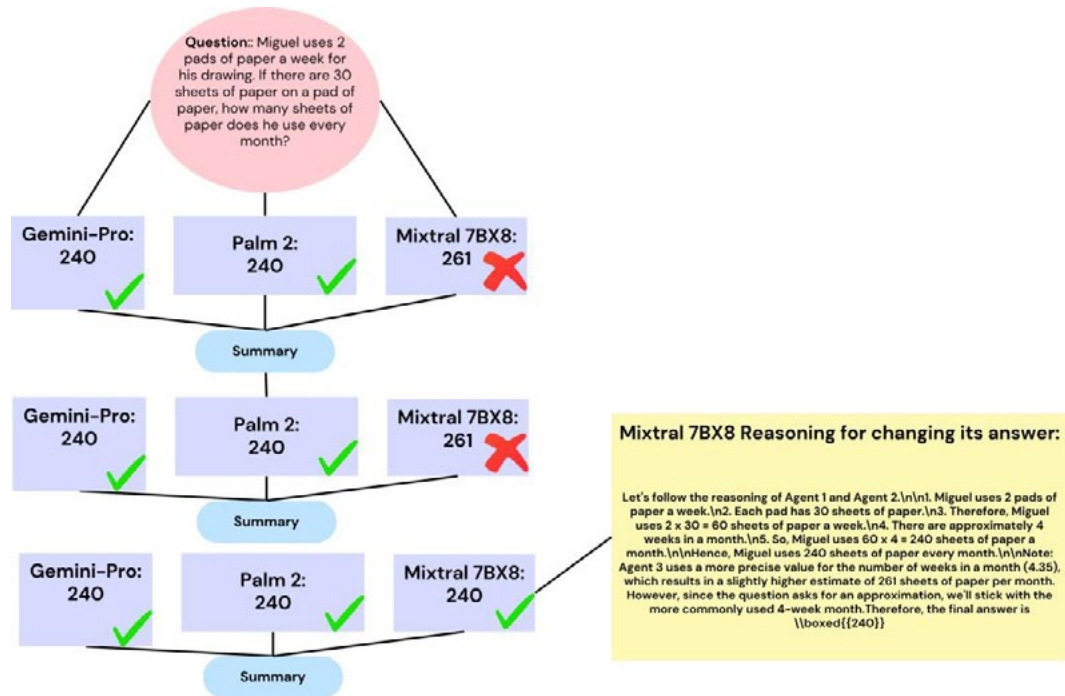 Question:: Miguel uses 2
pads of paper a week for
his drawing. If there are 30
sheets of paper on a pad of
paper, how many sheets of
paper does he use every
month?
Gemini-Pro:
240
Palm 2:
240
Mixtral 7BX8:
261
Summary
Gemini-Pro:
240
Palm 2:
240
Mixtral 7BX8:
261
Summary
Gemini-Pro:
240
Palm 2:
240
Mixtral 7BX8:
240
Summary
Mixtral 7BX8 Reasoning for changing its answer:
Let's follow the reasoning of Agent 1 and Agent 2.\n\n1. Miguel uses 2 pads of
paper a week.\n2. Each pad has 30 sheets of paper.\n3. Therefore, Miguel
uses 2 x 30 = 60 sheets of paper a week.\n4. There are approximately 4
weeks in a month.\n5. So, Miguel uses 60 x 4 = 240 sheets of paper a
month.\n\nHence, Miguel uses 240 sheets of paper every month.\n\nNote:
Agent 3 uses a more precise value for the number of weeks in a month (4.35),
which results in a slightly higher estimate of 261 sheets of paper per month.
However, since the question asks for an approximation, we'll stick with the
more commonly used 4-week month.Therefore, the final answer is
\\boxed{{240}}